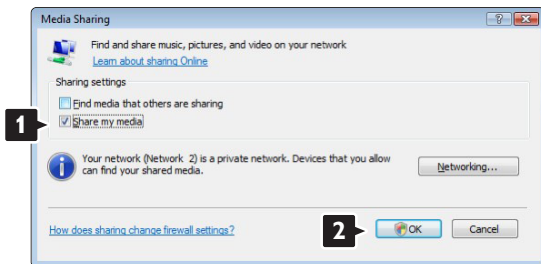 Media Sharing
Find and share music, pictures, and video on your network
Learn about sharing Online
Sharing settings
Find media that others are sharing
1
Share my media
Your network (Network 2) is a private network. Devices that you allow
can find your shared media.
Networking...
How does sharing change firewall settings?
2
OK
Cancel